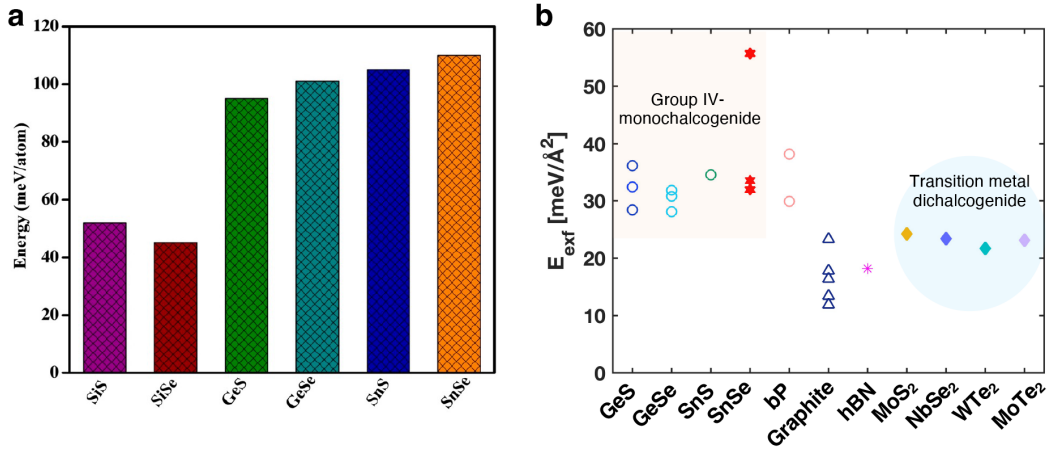 a
120
100
80
60
40
20
0
Energy (meV/atom)
SiS
SiSe
GeS
GeSe
SnS
SnSe
b
60
50
40
30
20
10
0
E_exf [meV/Å²]
Group IV-
monochalcogenide
Transition metal
dichalcogenide
GeS
GeSe
SnS
SnSe
bP
Graphite
hBN
MoS₂
NbSe₂
WTe₂
MoTe₂